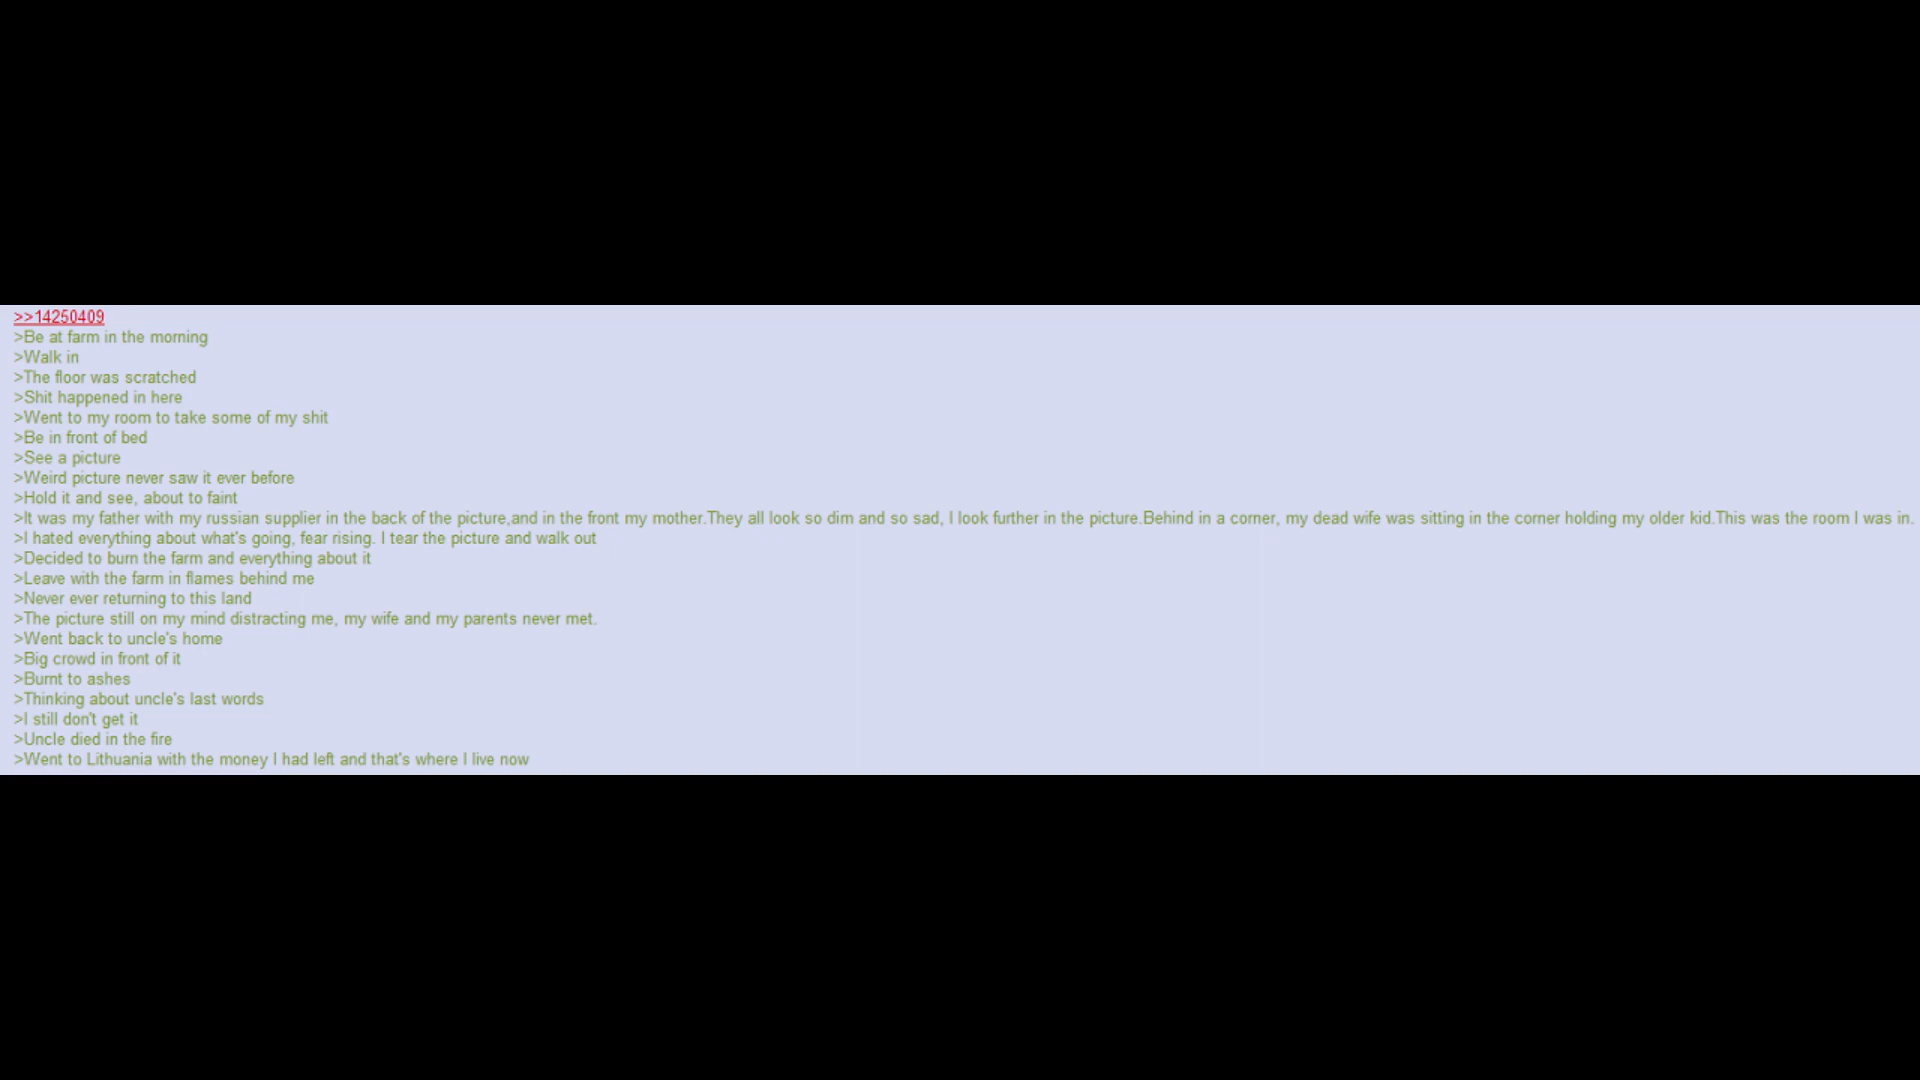 >>14250409
>Be at farm in the morning
>Walk in
>The floor was scratched
>Shit happened in here
>Went to my room to take some of my shit
>Be in front of bed
>See a picture
>Weird picture never saw it ever before
>Hold it and see, about to faint
>It was my father with my russian supplier in the back of the picture,and in the front my mother.They all look so dim and so sad, I look further in the picture.Behind in a corner, my dead wife was sitting in the corner holding my older kid.This was the room I was in.
>I hated everything about what's going, fear rising. I tear the picture and walk out
>Decided to burn the farm and everything about it
>Leave with the farm in flames behind me
>Never ever returning to this land
>The picture still on my mind distracting me, my wife and my parents never met.
>Went back to uncle's home
>Big crowd in front of it
>Burnt to ashes
>Thinking about uncle's last words
>I still don't get it
>Uncle died in the fire
>Went to Lithuania with the money I had left and that's where I live now